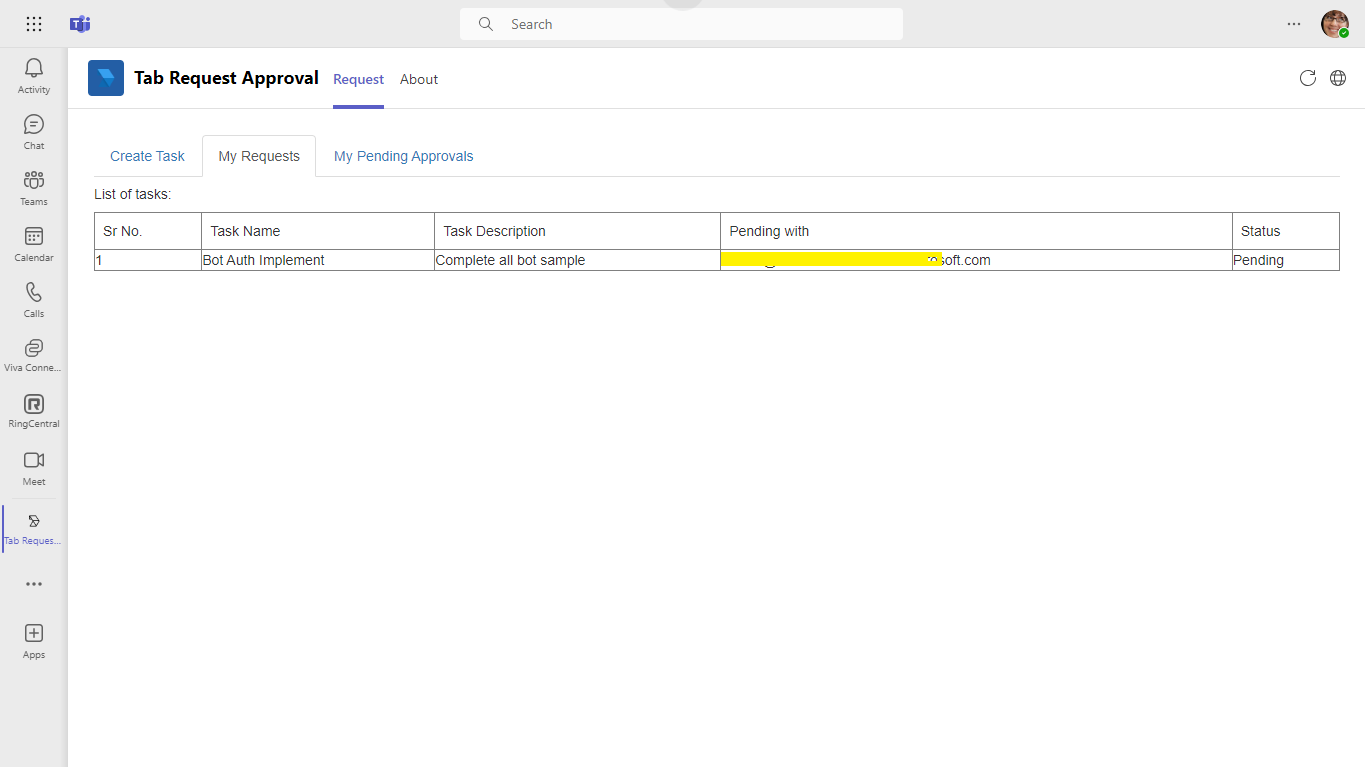 Search
Tab Request Approval Request About
Activity
Chat
Teams
Calendar
Calls
Viva Conne...
RingCentral
Meet
Tab Reques...
Apps
Create Task My Requests My Pending Approvals
List of tasks:
Sr No. Task Name Task Description Pending with Status
1 Bot Auth Implement Complete all bot sample soft.com Pending